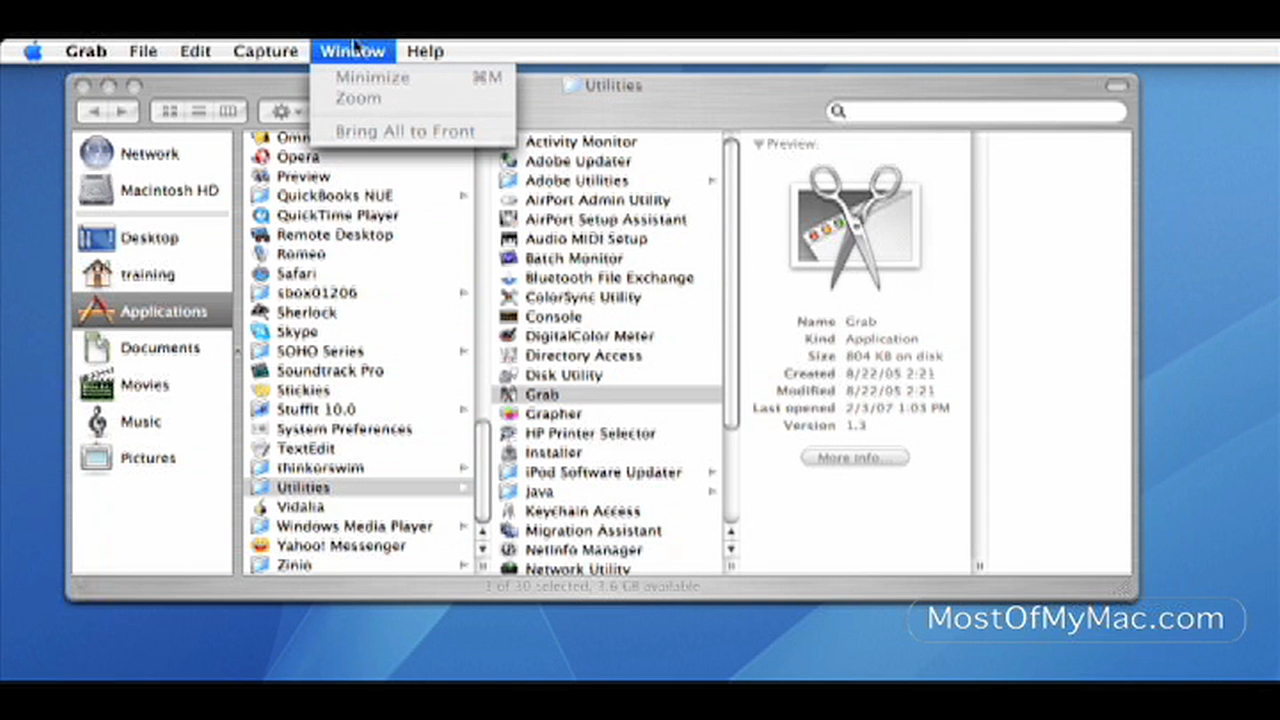 Grab File Edit Capture Window Help
Minimize ⌘M
Zoom
Bring All to Front
Utilities
Network
Macintosh HD
Desktop
training
Applications
Documents
Movies
Music
Pictures
Omn
Opera
Preview
QuickBooks NUE
QuickTime Player
Remote Desktop
Romeo
Safari
sbox01206
Sherlock
Skype
SOHO Series
Soundtrack Pro
Stickies
StuffIt 10.0
System Preferences
TextEdit
thinkorswim
Utilities
Vidalia
Windows Media Player
Yahoo! Messenger
Zinio
Activity Monitor
Adobe Updater
Adobe Utilities
AirPort Admin Utility
AirPort Setup Assistant
Audio MIDI Setup
Batch Monitor
Bluetooth File Exchange
ColorSync Utility
Console
DigitalColor Meter
Directory Access
Disk Utility
Grab
Grapher
HP Printer Selector
Installer
iPod Software Updater
Java
Keychain Access
Migration Assistant
NetInfo Manager
Network Utility
Preview:
Name Grab
Kind Application
Size 804 KB on disk
Created 8/22/05 2:21
Modified 8/22/05 2:21
Last opened 2/3/07 1:03 PM
Version 1.3
More info...
1 of 30 selected, 3.6 GB available
MostOfMyMac.com